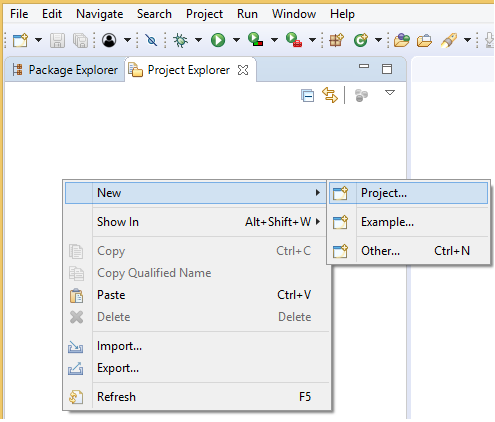 File Edit Navigate Search Project Run Window Help
Package Explorer Project Explorer
New Project...
Show In Alt+Shift+W Example...
Copy Ctrl+C Other... Ctrl+N
Copy Qualified Name
Paste Ctrl+V
Delete Delete
Import...
Export...
Refresh F5